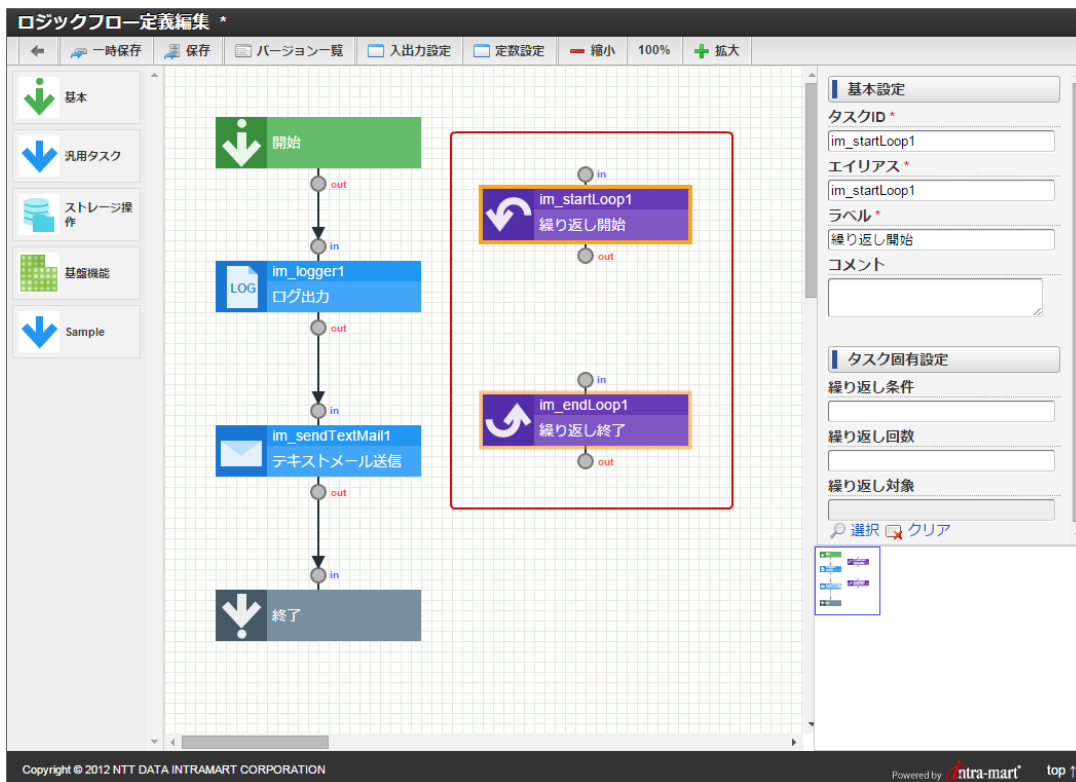 ロジックフロー定義編集 *
一時保存 保存 バージョン一覧 入出力設定 定数設定 縮小 100% 拡大
基本
汎用タスク
ストレージ操
作
基盤機能
Sample
開始
out
in
im_logger1
LOG
ログ出力
out
in
im_sendTextMail1
テキストメール送信
out
in
終了
in
im_startLoop1
繰り返し開始
out
in
im_endLoop1
繰り返し終了
out
基本設定
タスクID *
im_startLoop1
エイリアス *
im_startLoop1
ラベル *
繰り返し開始
コメント
タスク固有設定
繰り返し条件
繰り返し回数
繰り返し対象
選択 クリア
Copyright © 2012 NTT DATA INTRAMART CORPORATION
Powered by intra-mart
top ↑